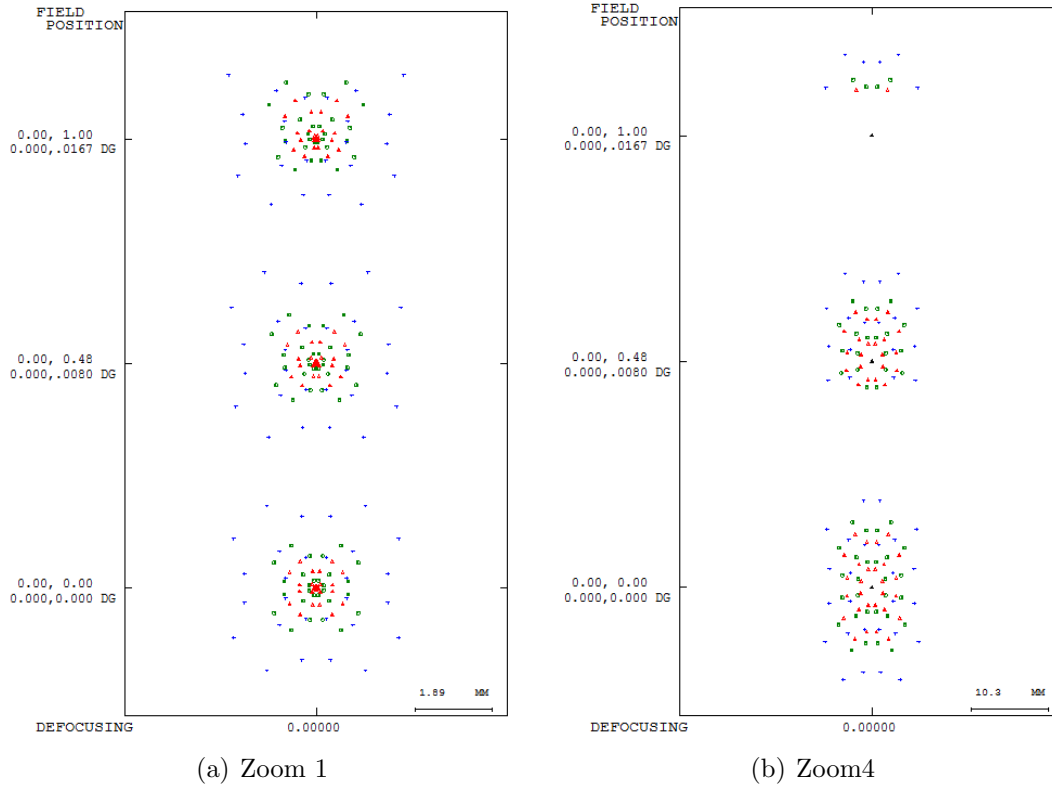 FIELD
POSITION
0.00, 1.00
0.000,.0167 DG
0.00, 0.48
0.000,.0080 DG
0.00, 0.00
0.000,0.000 DG
1.89 MM
DEFOCUSING 0.00000
(a) Zoom 1
FIELD
POSITION
0.00, 1.00
0.000,.0167 DG
0.00, 0.48
0.000,.0080 DG
0.00, 0.00
0.000,0.000 DG
10.3 MM
DEFOCUSING 0.00000
(b) Zoom4